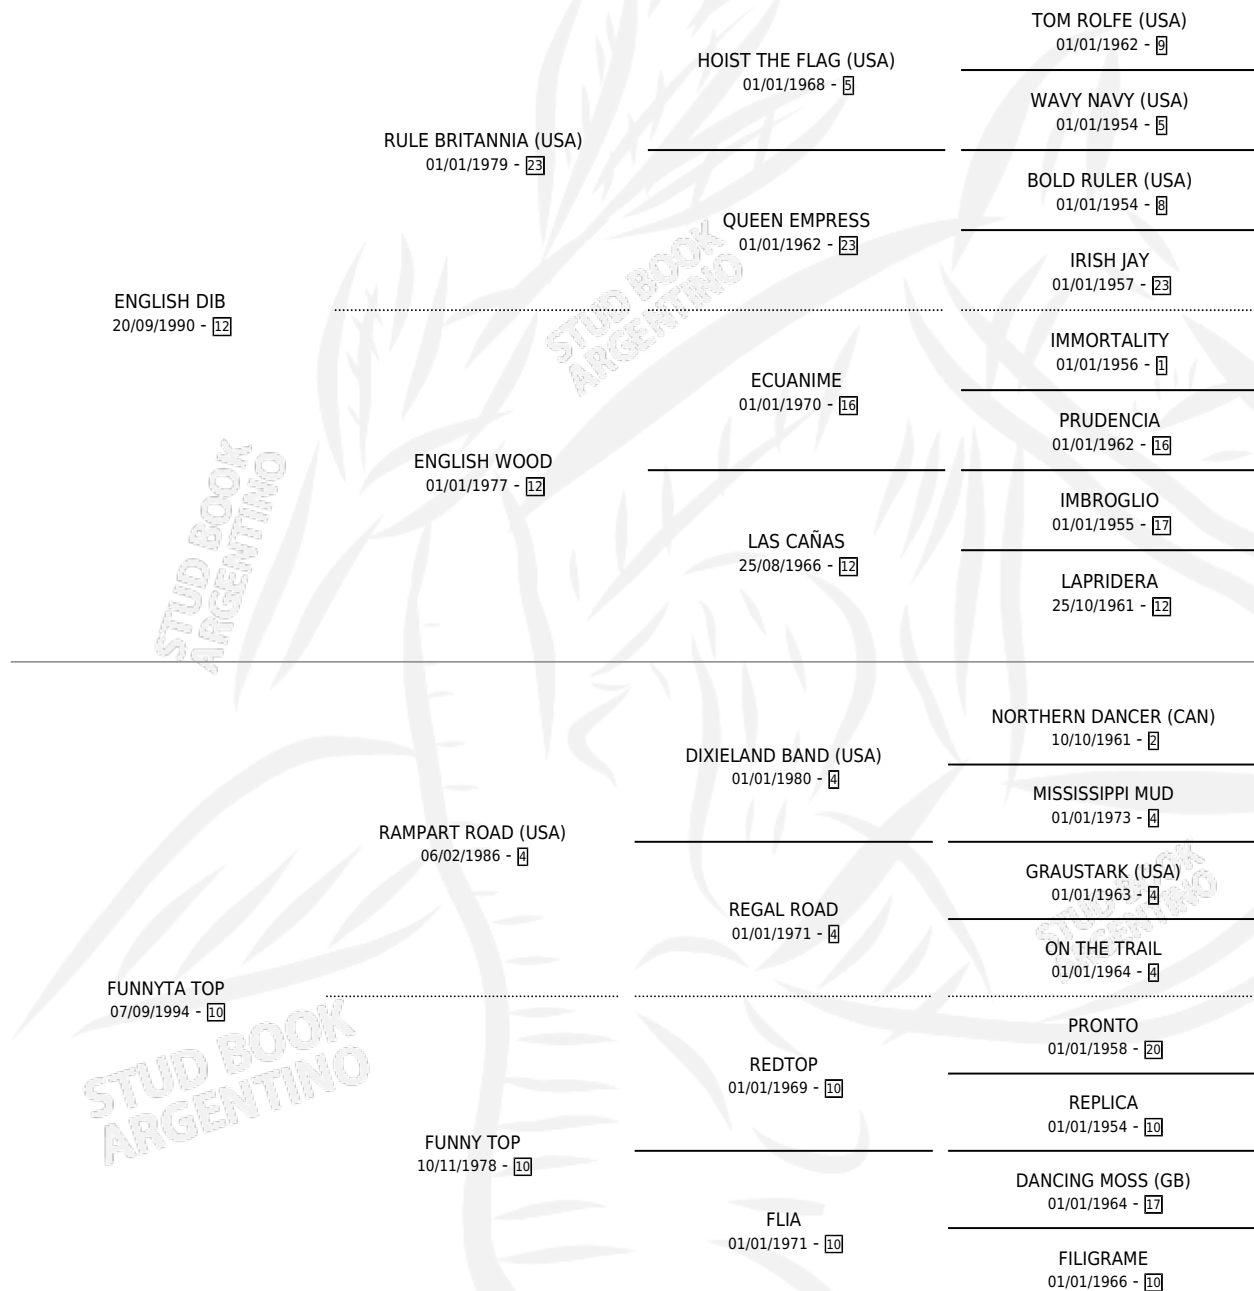 TOM ROLFE (USA)
01/01/1962 - 9
HOIST THE FLAG (USA)
01/01/1968 - 5
WAVY NAVY (USA)
01/01/1954 - 5
RULE BRITANNIA (USA)
01/01/1979 - 23
BOLD RULER (USA)
01/01/1954 - 8
QUEEN EMPRESS
01/01/1962 - 23
IRISH JAY
01/01/1957 - 23
ENGLISH DIB
20/09/1990 - 12
IMMORTALITY
01/01/1956 - 1
ECUANIME
01/01/1970 - 16
PRUDENCIA
01/01/1962 - 16
ENGLISH WOOD
01/01/1977 - 12
IMBROGLIO
01/01/1955 - 17
LAS CAÑAS
25/08/1966 - 12
LAPRIDERA
25/10/1961 - 12
NORTHERN DANCER (CAN)
10/10/1961 - 2
DIXIELAND BAND (USA)
01/01/1980 - 4
MISSISSIPPI MUD
01/01/1973 - 4
RAMPART ROAD (USA)
06/02/1986 - 4
GRAUSTARK (USA)
01/01/1963 - 4
REGAL ROAD
01/01/1971 - 4
ON THE TRAIL
01/01/1964 - 4
FUNNYTA TOP
07/09/1994 - 10
PRONTO
01/01/1958 - 20
REDTOP
01/01/1969 - 10
REPLICA
01/01/1954 - 10
FUNNY TOP
10/11/1978 - 10
DANCING MOSS (GB)
01/01/1964 - 17
FLIA
01/01/1971 - 10
FILIGRAME
01/01/1966 - 10
STUD BOOK
ARGENTINO
STUD BOOK
ARGENTINO
STUD BOOK
ARGENTINO
STUD BOOK
ARGENTINO